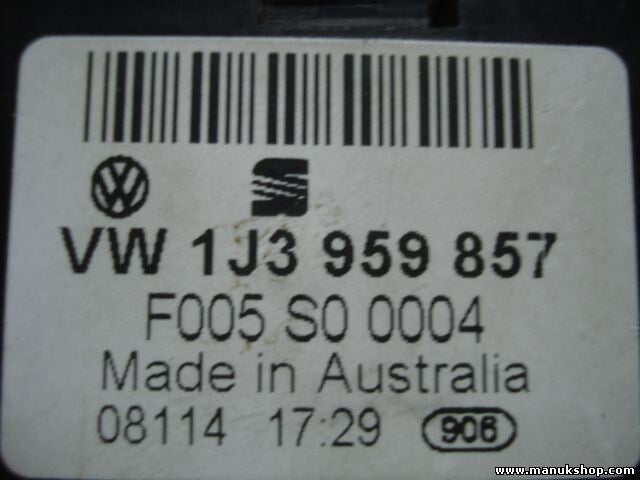 VW 1J3 959 857
F005 S0 0004
Made in Australia
08114 17:29 906
www.manukshop.com